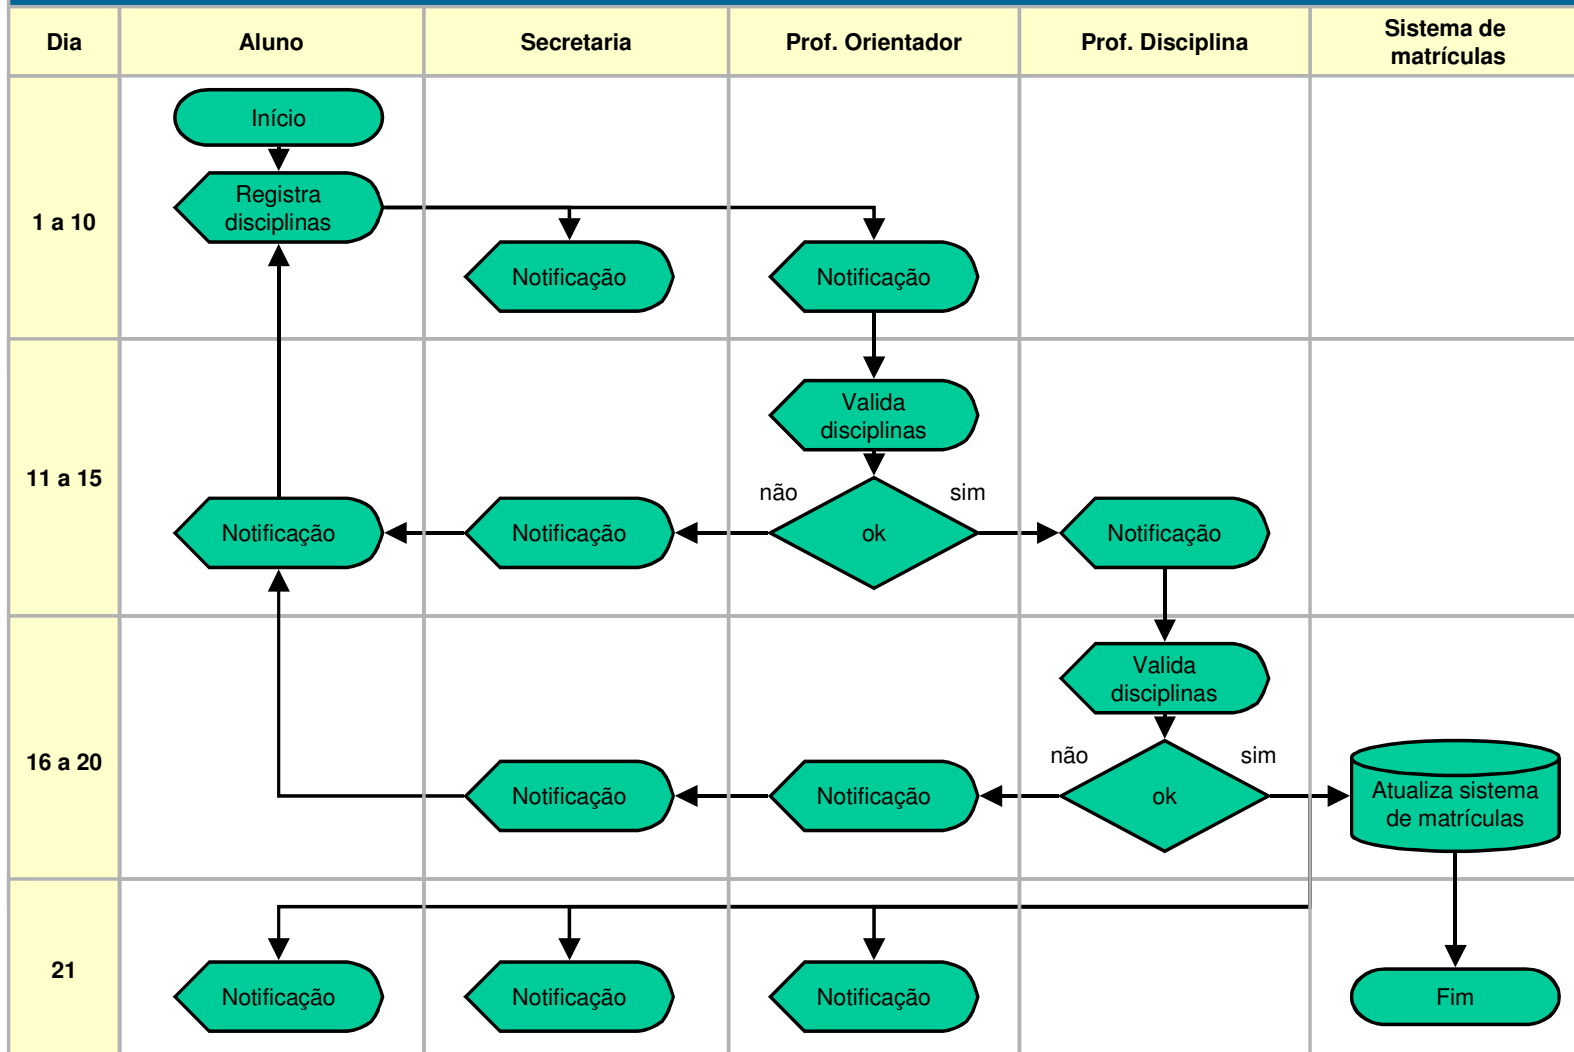 Dia
Aluno
Secretaria
Prof. Orientador
Prof. Disciplina
Sistema de
matrículas
1 a 10
Início
Registra
disciplinas
Notificação
Notificação
11 a 15
Valida
disciplinas
não
sim
Notificação
Notificação
ok
Notificação
16 a 20
Valida
disciplinas
não
sim
Notificação
Notificação
ok
Atualiza sistema
de matrículas
21
Notificação
Notificação
Notificação
Fim